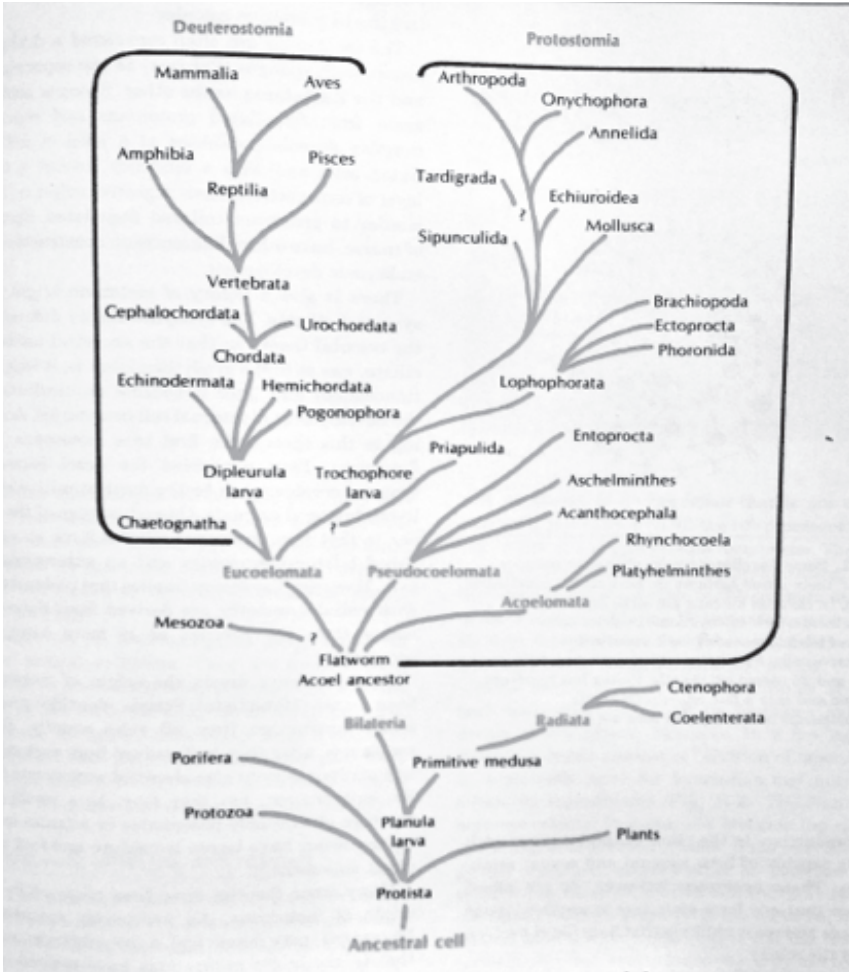 Deuterostomia
Protostomia
Mammalia
Aves
Arthropoda
Onychophora
Annelida
Amphibia
Pisces
Reptilia
Tardigrada
?
Echiuroidea
Sipunculida
Mollusca
Vertebrata
Cephalochordata
Urochordata
Brachiopoda
Ectoprocta
Phoronida
Chordata
Echinodermata
Hemichordata
Lophophorata
Pogonophora
Entoprocta
Priapulida
Dipleurula
larva
Trochophore
larva
Aschelminthes
Acanthocephala
Chaetognatha
?
Rhynchocoela
Eucoelomata
Pseudocoelomata
Platyhelminthes
Acoelomata
Mesozoa
?
Flatworm
Acoel ancestor
Ctenophora
Bilateria
Radiata
Coelenterata
Porifera
Primitive medusa
Protozoa
Planula
larva
Plants
Protista
Ancestral cell